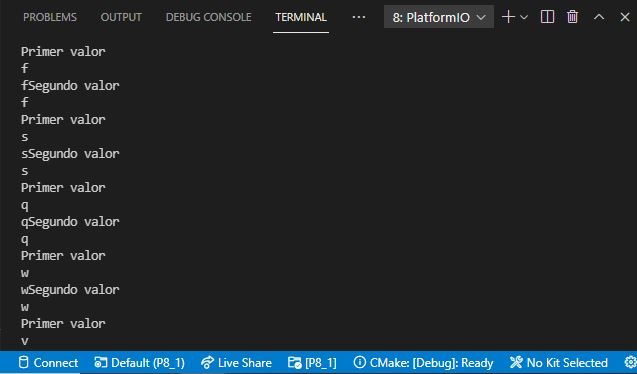 PROBLEMS OUTPUT DEBUG CONSOLE TERMINAL ... 8: PlatformIO
Primer valor
f
fSegundo valor
f
Primer valor
s
sSegundo valor
s
Primer valor
q
qSegundo valor
q
Primer valor
w
wSegundo valor
w
Primer valor
v
Connect Default (P8_1) Live Share [P8_1] CMake: [Debug]: Ready No Kit Selected